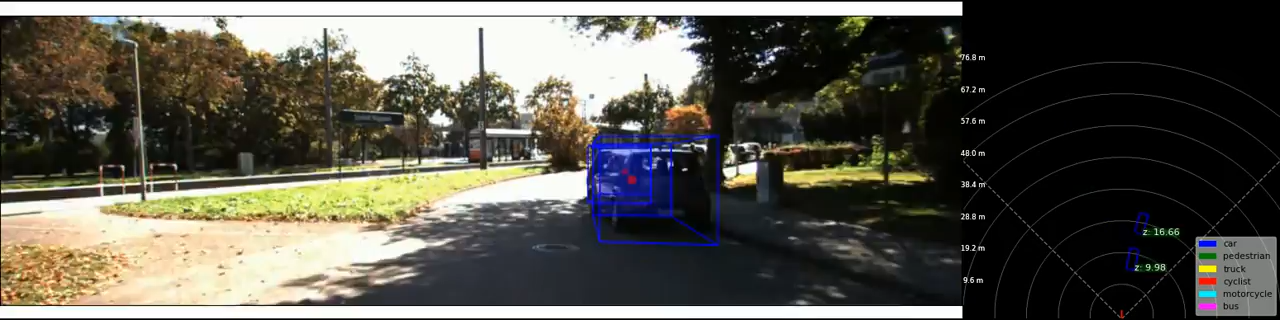 76.8 m
67.2 m
57.6 m
48.0 m
38.4 m
28.8 m
19.2 m
9.6 m
z: 16.66
z: 9.98
car
pedestrian
truck
cyclist
motorcycle
bus